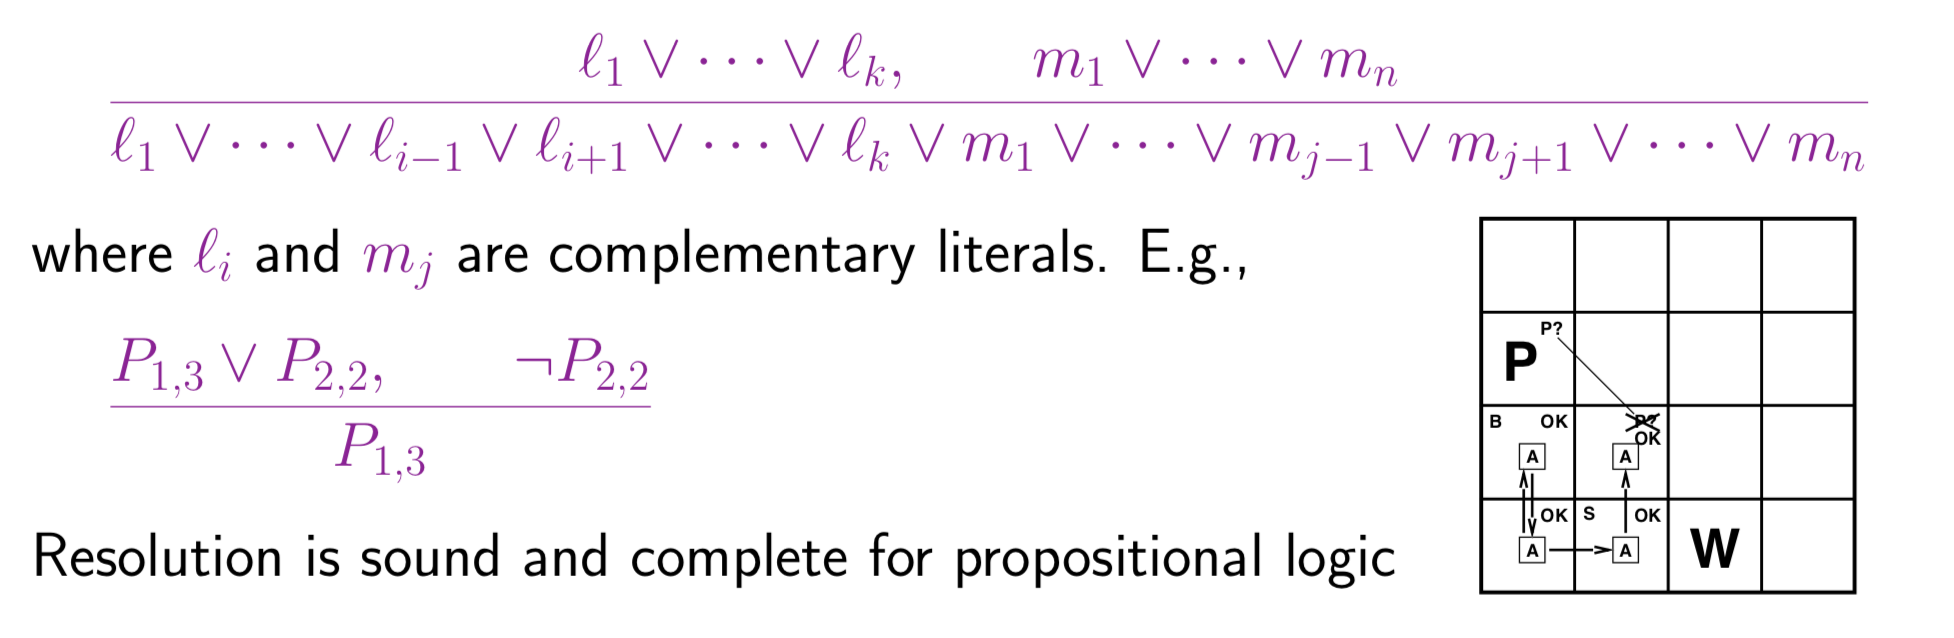 ℓ₁ ∨ ⋯ ∨ ℓₖ, m₁ ∨ ⋯ ∨ mₙ
ℓ₁ ∨ ⋯ ∨ ℓᵢ₋₁ ∨ ℓᵢ₊₁ ∨ ⋯ ∨ ℓₖ ∨ m₁ ∨ ⋯ ∨ mⱼ₋₁ ∨ mⱼ₊₁ ∨ ⋯ ∨ mₙ
where ℓᵢ and mⱼ are complementary literals. E.g.,
P₁,₃ ∨ P₂,₂, ¬P₂,₂
P₁,₃
Resolution is sound and complete for propositional logic
P?
P
B OK P?
OK
A A
OK S OK
A A W